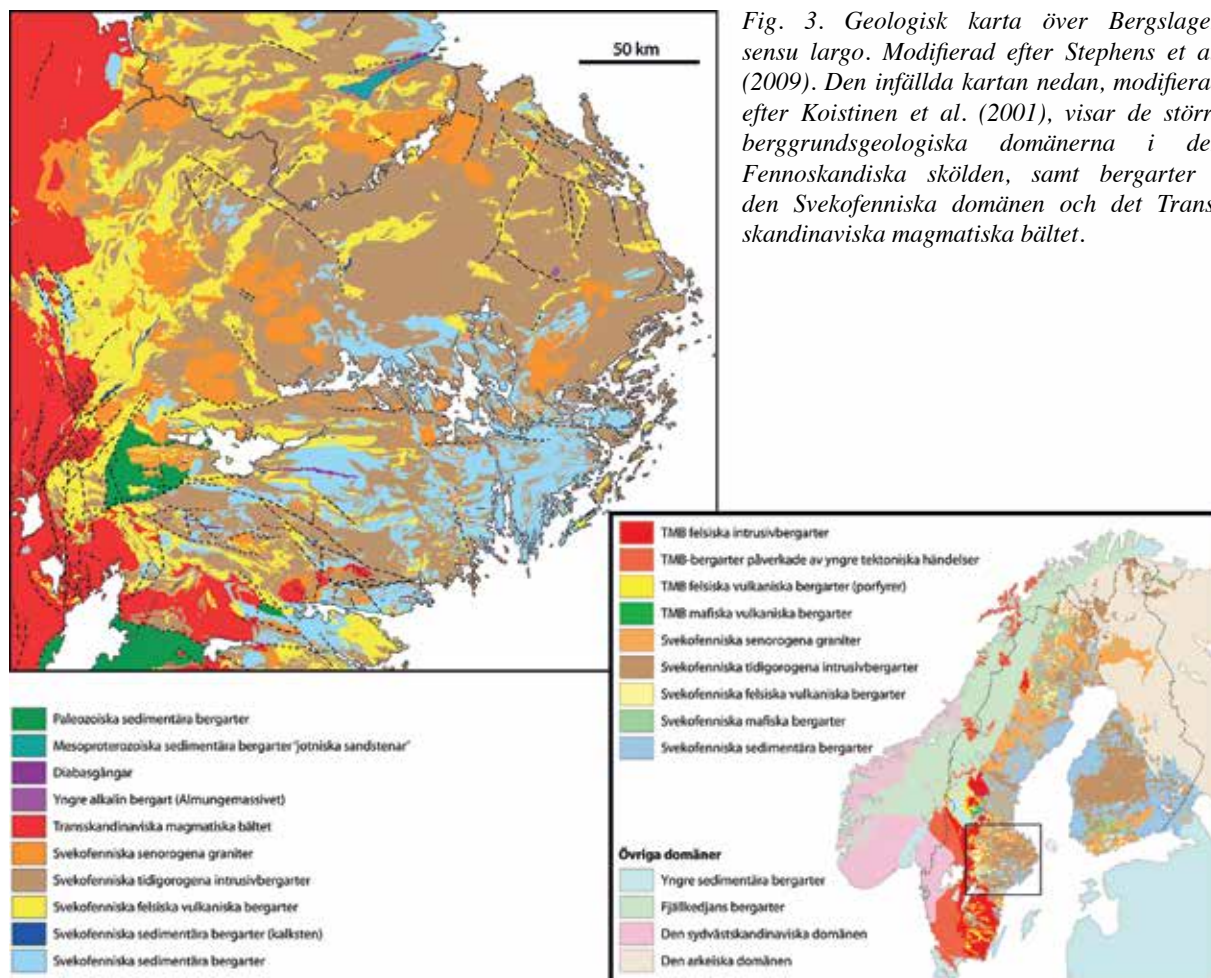 Fig. 3. Geologisk karta över Bergslage
sensu largo. Modifierad efter Stephens et a
(2009). Den infällda kartan nedan, modifiera
efter Koistinen et al. (2001), visar de störr
berggrundsgeologiska domänerna i de
Fennoskandiska skölden, samt bergarter
den Svekofenniska domänen och det Trans
skandinaviska magmatiska bältet.
50 km
Paleozoiska sedimentära bergarter
Mesoproterozoiska sedimentära bergarter "jotniska sandstenar"
Diabasgångar
Yngre alkalin bergart (Almungemassivet)
Transskandinaviska magmatiska bältet
Svekofenniska senorogena graniter
Svekofenniska tidigorogena intrusivbergarter
Svekofenniska felsiska vulkaniska bergarter
Svekofenniska sedimentära bergarter (kalksten)
Svekofenniska sedimentära bergarter
TMB felsiska intrusivbergarter
TMB-bergarter påverkade av yngre tektoniska händelser
TMB felsiska vulkaniska bergarter (porfyrer)
TMB mafiska vulkaniska bergarter
Svekofenniska senorogena graniter
Svekofenniska tidigorogena intrusivbergarter
Svekofenniska felsiska vulkaniska bergarter
Svekofenniska mafiska bergarter
Svekofenniska sedimentära bergarter
Övriga domäner
Yngre sedimentära bergarter
Fjällkedjans bergarter
Den sydvästskandinaviska domänen
Den arkeiska domänen